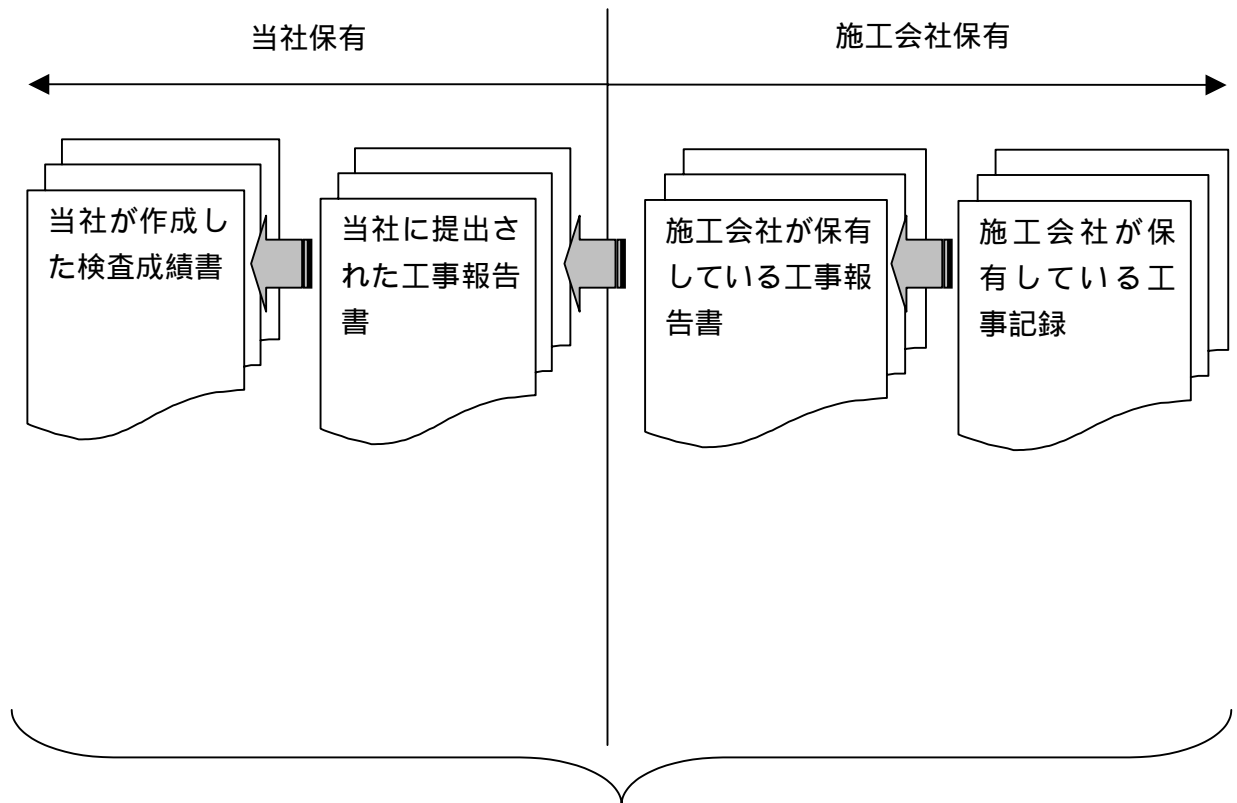 当社保有
施工会社保有
当社が作成し
た検査成績書
当社に提出さ
れた工事報告
書
施工会社が保有
している工事報
告書
施工会社が保
有している工
事記録